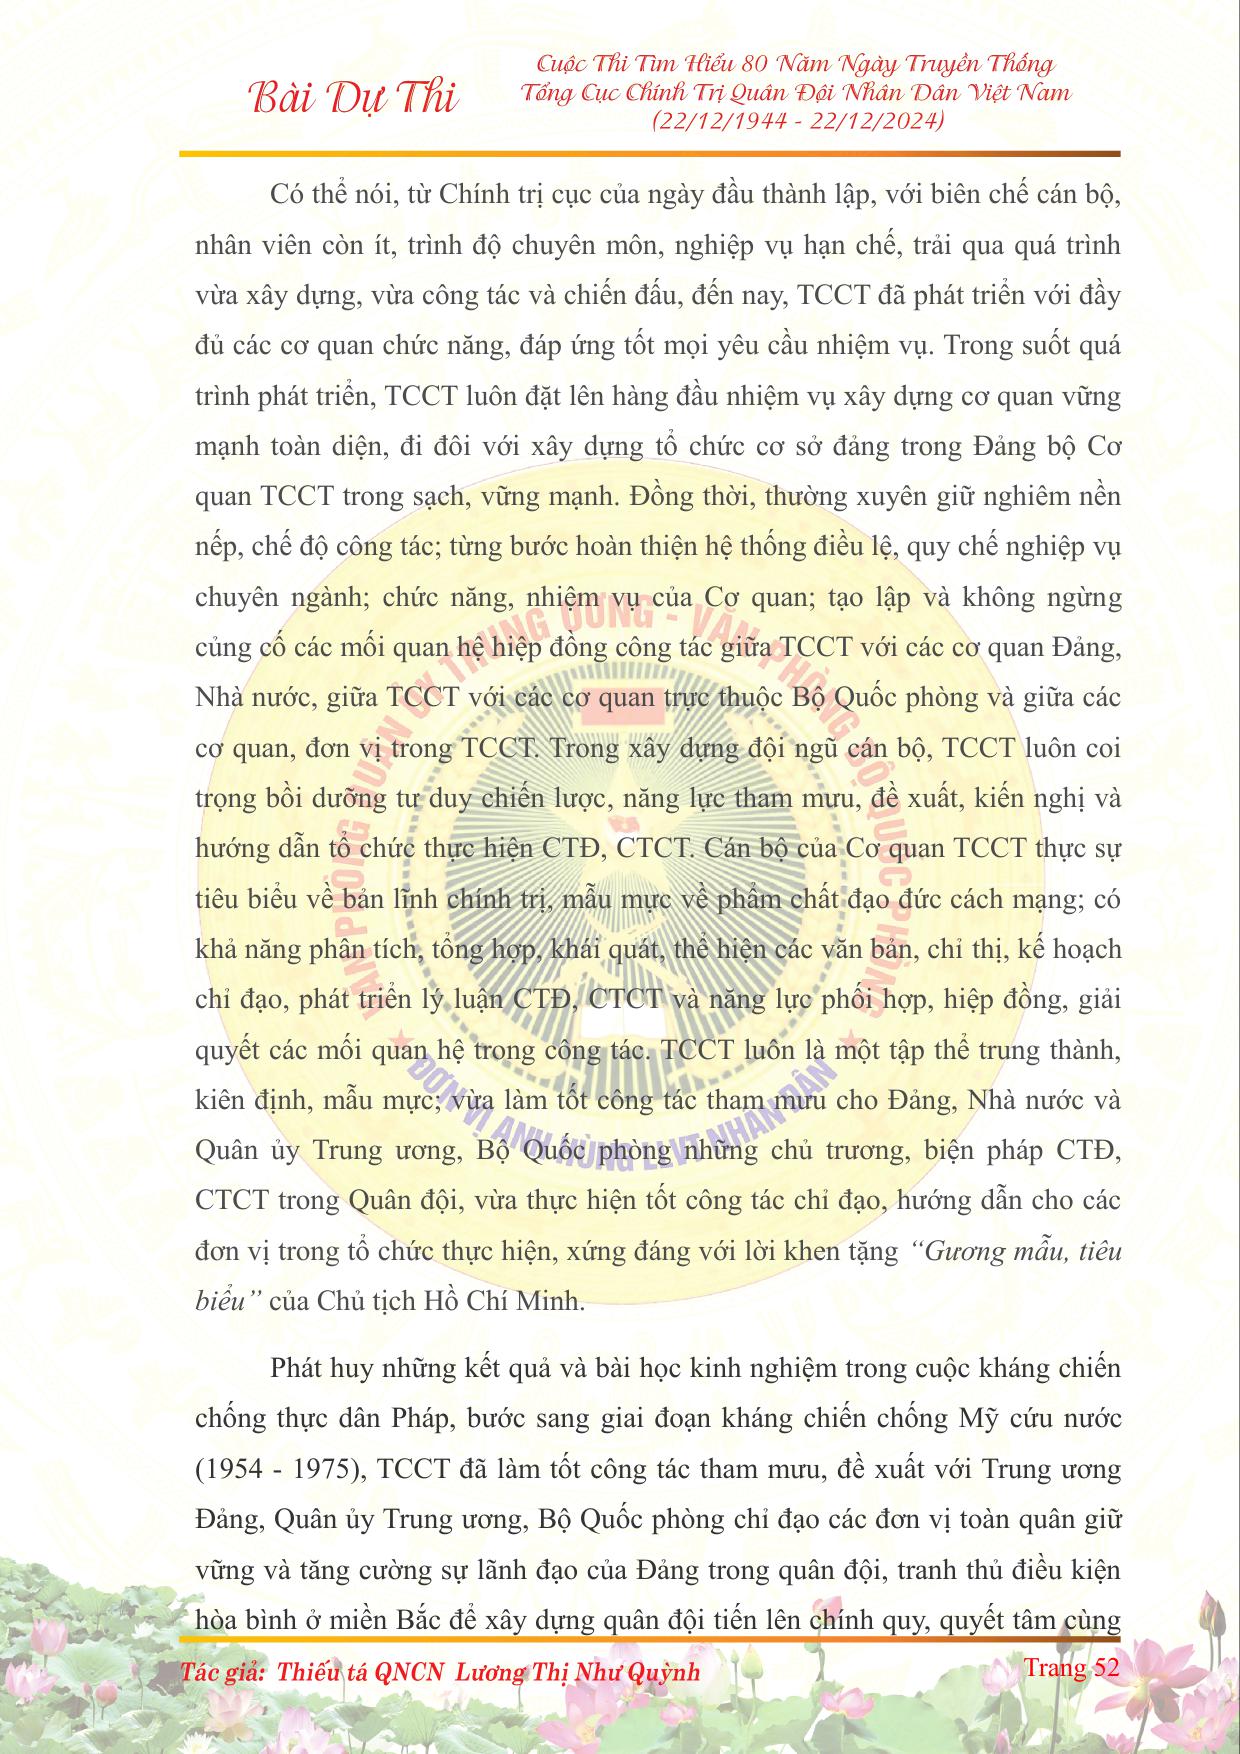 Bài Dự Thi
Cuộc Thi Tìm Hiểu 80 Năm Ngày Truyền Thống
Tổng Cục Chính Trị Quân Đội Nhân Dân Việt Nam
(22/12/1944 - 22/12/2024)
Có thể nói, từ Chính trị cục của ngày đầu thành lập, với biên chế cán bộ,
nhân viên còn ít, trình độ chuyên môn, nghiệp vụ hạn chế, trải qua quá trình
vừa xây dựng, vừa công tác và chiến đấu, đến nay, TCCT đã phát triển với đầy
đủ các cơ quan chức năng, đáp ứng tốt mọi yêu cầu nhiệm vụ. Trong suốt quá
trình phát triển, TCCT luôn đặt lên hàng đầu nhiệm vụ xây dựng cơ quan vững
mạnh toàn diện, đi đôi với xây dựng tổ chức cơ sở đảng trong Đảng bộ Cơ
quan TCCT trong sạch, vững mạnh. Đồng thời, thường xuyên giữ nghiêm nền
nếp, chế độ công tác; từng bước hoàn thiện hệ thống điều lệ, quy chế nghiệp vụ
chuyên ngành; chức năng, nhiệm vụ của Cơ quan; tạo lập và không ngừng
củng cố các mối quan hệ hiệp đồng công tác giữa TCCT với các cơ quan Đảng,
Nhà nước, giữa TCCT với các cơ quan trực thuộc Bộ Quốc phòng và giữa các
cơ quan, đơn vị trong TCCT. Trong xây dựng đội ngũ cán bộ, TCCT luôn coi
trọng bồi dưỡng tư duy chiến lược, năng lực tham mưu, đề xuất, kiến nghị và
hướng dẫn tổ chức thực hiện CTĐ, CTCT. Cán bộ của Cơ quan TCCT thực sự
tiêu biểu về bản lĩnh chính trị, mẫu mực về phẩm chất đạo đức cách mạng; có
khả năng phân tích, tổng hợp, khái quát, thể hiện các văn bản, chỉ thị, kế hoạch
chỉ đạo, phát triển lý luận CTĐ, CTCT và năng lực phối hợp, hiệp đồng, giải
quyết các mối quan hệ trong công tác. TCCT luôn là một tập thể trung thành,
kiên định, mẫu mực; vừa làm tốt công tác tham mưu cho Đảng, Nhà nước và
Quân ủy Trung ương, Bộ Quốc phòng những chủ trương, biện pháp CTĐ,
CTCT trong Quân đội, vừa thực hiện tốt công tác chỉ đạo, hướng dẫn cho các
đơn vị trong tổ chức thực hiện, xứng đáng với lời khen tặng “Gương mẫu, tiêu
biểu” của Chủ tịch Hồ Chí Minh.
Phát huy những kết quả và bài học kinh nghiệm trong cuộc kháng chiến
chống thực dân Pháp, bước sang giai đoạn kháng chiến chống Mỹ cứu nước
(1954 - 1975), TCCT đã làm tốt công tác tham mưu, đề xuất với Trung ương
Đảng, Quân ủy Trung ương, Bộ Quốc phòng chỉ đạo các đơn vị toàn quân giữ
vững và tăng cường sự lãnh đạo của Đảng trong quân đội, tranh thủ điều kiện
hòa bình ở miền Bắc để xây dựng quân đội tiến lên chính quy, quyết tâm cùng
VĂN PHÒNG QUÂN ỦY TRUNG ƯƠNG - VĂN PHÒNG BỘ QUỐC PHÒNG
ĐƠN VỊ ANH HÙNG LLVT NHÂN DÂN
Tác giả: Thiếu tá QNCN Lương Thị Như Quỳnh
Trang 52